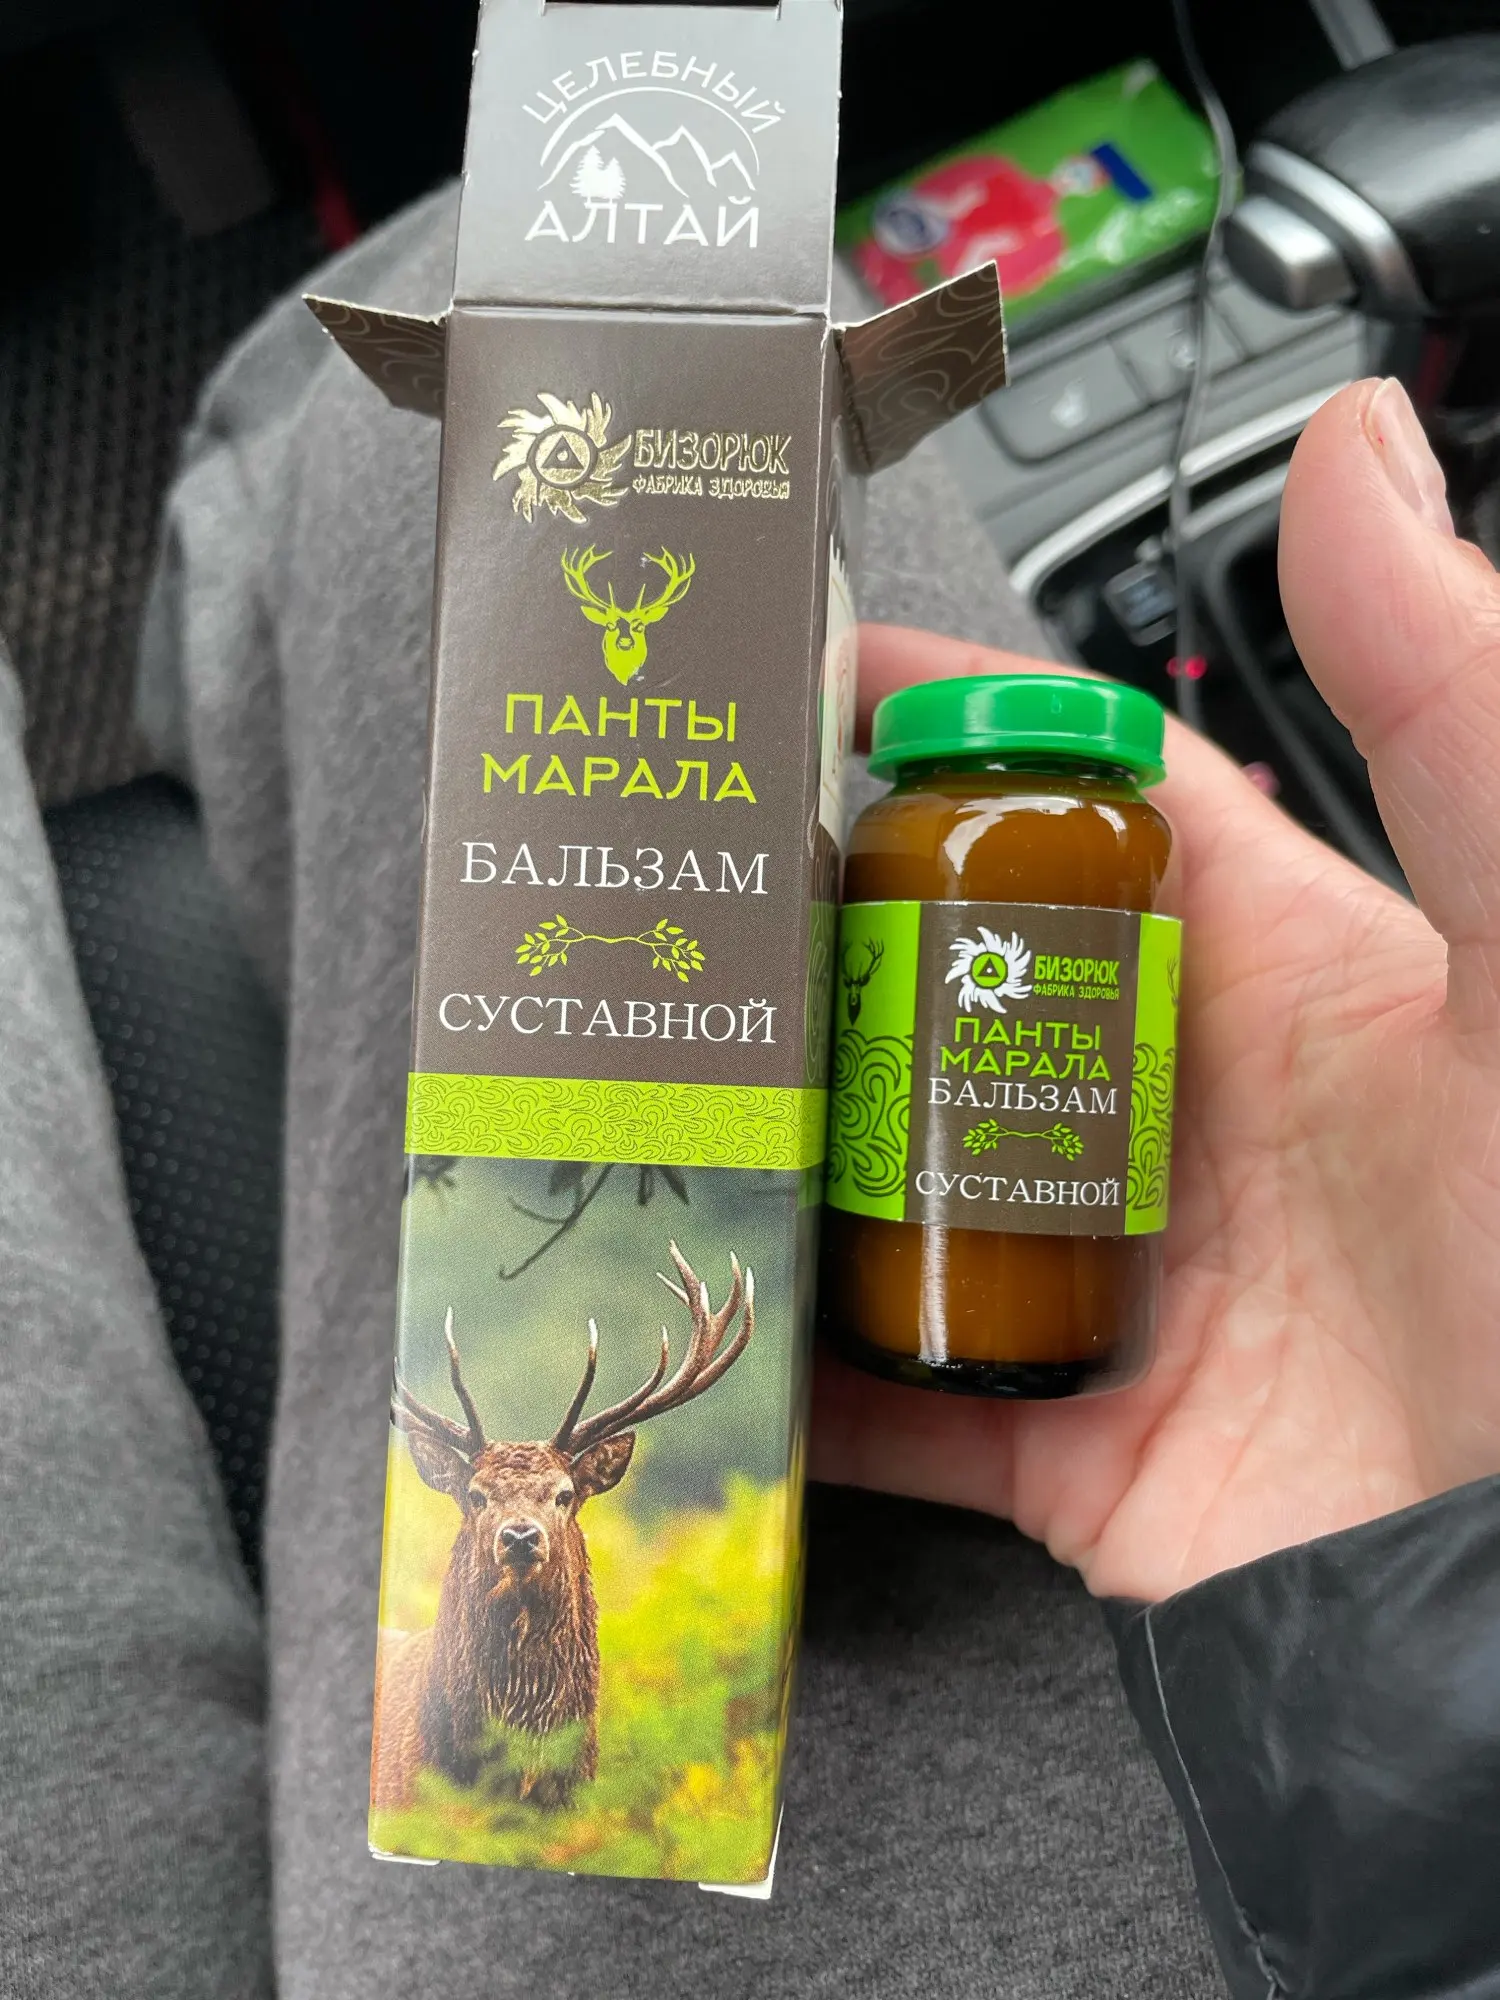 ЦЕЛЕБНЫЙ
АЛТАЙ
БИЗОРЮК
ФАБРИКА ЗДОРОВЬЯ
ПАНТЫ
МАРАЛА
БАЛЬЗАМ
СУСТАВНОЙ
БИЗОРЮК
ФАБРИКА ЗДОРОВЬЯ
ПАНТЫ
МАРАЛА
БАЛЬЗАМ
СУСТАВНОЙ